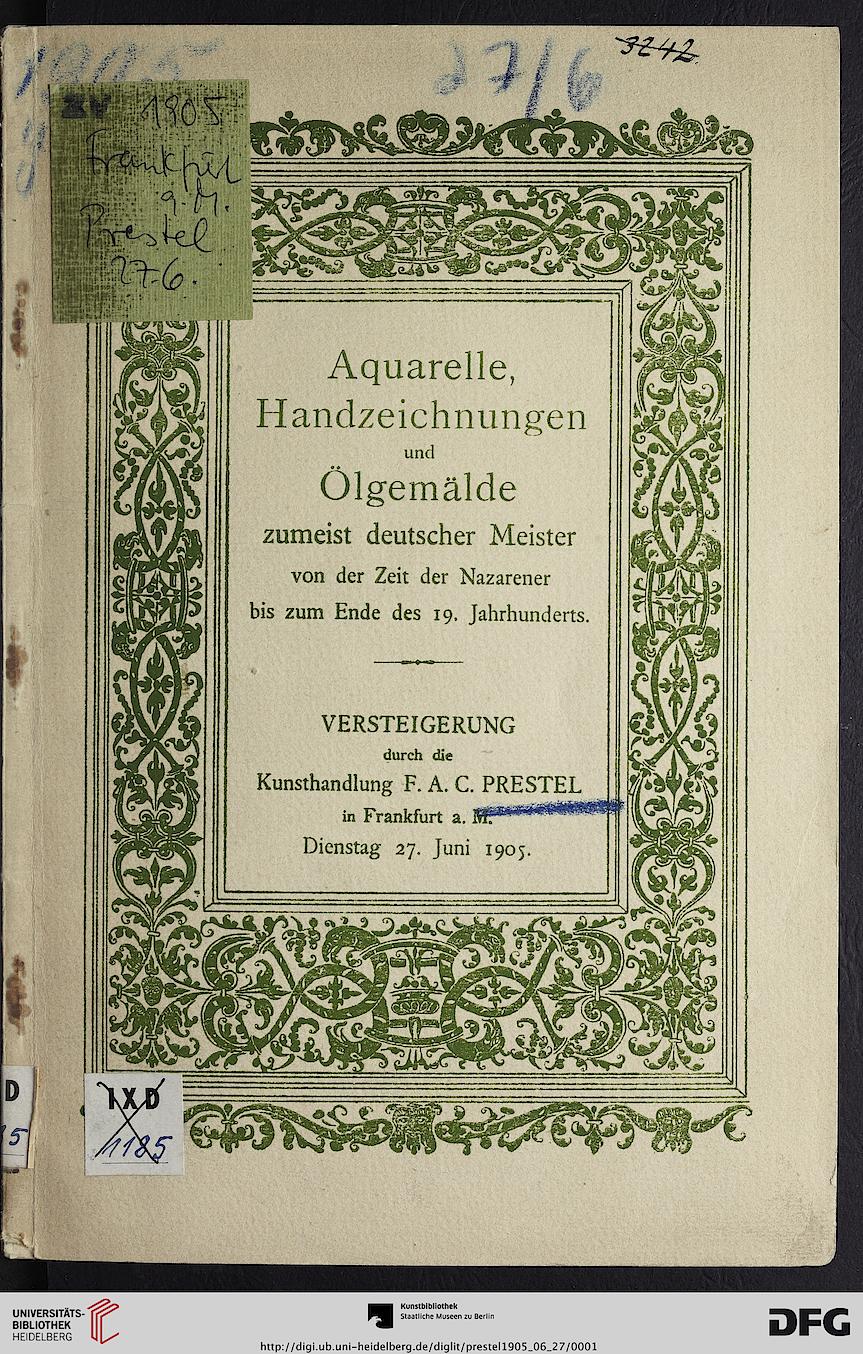 1905
27/6
3242.
ZV 1905
Frankfurt
a. M.
Prestel
27.6.
Aquarelle,
Handzeichnungen
und
Ölgemälde
zumeist deutscher Meister
von der Zeit der Nazarener
bis zum Ende des 19. Jahrhunderts.
VERSTEIGERUNG
durch die
Kunsthandlung F. A. C. PRESTEL
in Frankfurt a. M.
Dienstag 27. Juni 1905.
D
15
IXD
1185
UNIVERSITÄTS-
BIBLIOTHEK
HEIDELBERG
Kunstbibliothek
Staatliche Museen zu Berlin
DFG
http://digi.ub.uni-heidelberg.de/diglit/prestel1905_06_27/0001